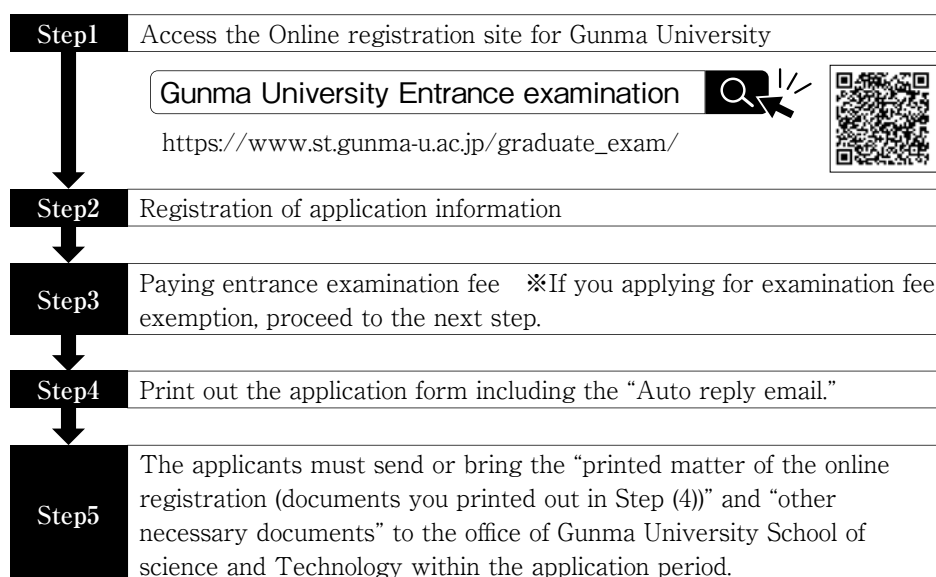 Step1 Access the Online registration site for Gunma University
Gunma University Entrance examination
https://www.st.gunma-u.ac.jp/graduate_exam/
Step2 Registration of application information
Step3 Paying entrance examination fee ※If you applying for examination fee
exemption, proceed to the next step.
Step4 Print out the application form including the “Auto reply email.”
Step5 The applicants must send or bring the “printed matter of the online
registration (documents you printed out in Step (4))” and “other
necessary documents” to the office of Gunma University School of
science and Technology within the application period.